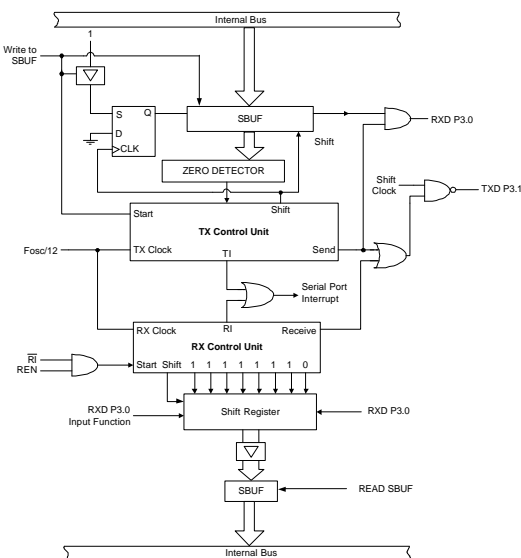 Internal Bus
1
Write to
SBUF
S
Q
D
CLK
SBUF
RXD P3.0
Shift
ZERO DETECTOR
Shift
Clock
TXD P3.1
Start
Shift
TX Control Unit
Fosc/12
TX Clock
Send
TI
Serial Port
Interrupt
RI
RX Clock
Receive
RX Control Unit
RI
REN
Start Shift 1 1 1 1 1 1 1 0
RXD P3.0
Input Function
Shift Register
RXD P3.0
SBUF
READ SBUF
Internal Bus